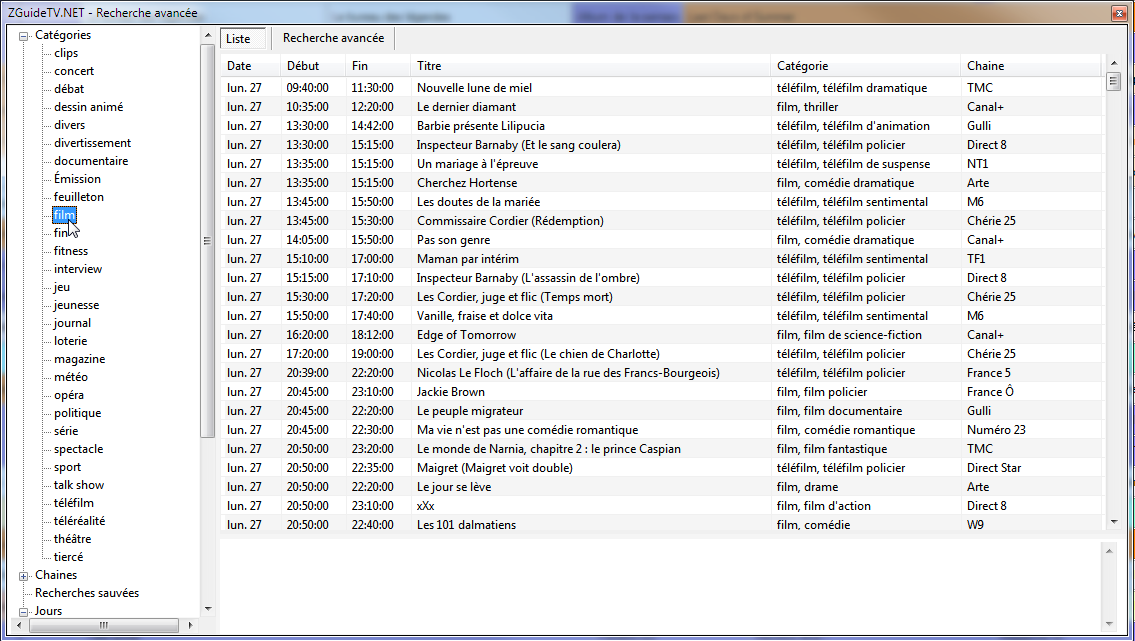 ZGuideTV.NET - Recherche avancée
Catégories
clips
concert
débat
dessin animé
divers
divertissement
documentaire
Émission
feuilleton
film
fin
fitness
interview
jeu
jeunesse
journal
loterie
magazine
météo
opéra
politique
série
spectacle
sport
talk show
téléfilm
téléréalité
théâtre
tiercé
Chaines
Recherches sauvées
Jours
Liste Recherche avancée
Date Début Fin Titre Catégorie Chaine
lun. 27 09:40:00 11:30:00 Nouvelle lune de miel téléfilm, téléfilm dramatique TMC
lun. 27 10:35:00 12:20:00 Le dernier diamant film, thriller Canal+
lun. 27 13:30:00 14:42:00 Barbie présente Lilipucia téléfilm, téléfilm d'animation Gulli
lun. 27 13:30:00 15:15:00 Inspecteur Barnaby (Et le sang coulera) téléfilm, téléfilm policier Direct 8
lun. 27 13:35:00 15:15:00 Un mariage à l'épreuve téléfilm, téléfilm de suspense NT1
lun. 27 13:35:00 15:15:00 Cherchez Hortense film, comédie dramatique Arte
lun. 27 13:45:00 15:50:00 Les doutes de la mariée téléfilm, téléfilm sentimental M6
lun. 27 13:45:00 15:30:00 Commissaire Cordier (Rédemption) téléfilm, téléfilm policier Chérie 25
lun. 27 14:05:00 15:50:00 Pas son genre film, comédie dramatique Canal+
lun. 27 15:10:00 17:00:00 Maman par intérim téléfilm, téléfilm sentimental TF1
lun. 27 15:15:00 17:10:00 Inspecteur Barnaby (L'assassin de l'ombre) téléfilm, téléfilm policier Direct 8
lun. 27 15:30:00 17:20:00 Les Cordier, juge et flic (Temps mort) téléfilm, téléfilm policier Chérie 25
lun. 27 15:50:00 17:40:00 Vanille, fraise et dolce vita téléfilm, téléfilm sentimental M6
lun. 27 16:20:00 18:12:00 Edge of Tomorrow film, film de science-fiction Canal+
lun. 27 17:20:00 19:00:00 Les Cordier, juge et flic (Le chien de Charlotte) téléfilm, téléfilm policier Chérie 25
lun. 27 20:39:00 22:20:00 Nicolas Le Floch (L'affaire de la rue des Francs-Bourgeois) téléfilm, téléfilm policier France 5
lun. 27 20:45:00 23:10:00 Jackie Brown film, film policier France Ô
lun. 27 20:45:00 22:20:00 Le peuple migrateur film, film documentaire Gulli
lun. 27 20:45:00 22:30:00 Ma vie n'est pas une comédie romantique film, comédie romantique Numéro 23
lun. 27 20:50:00 23:20:00 Le monde de Narnia, chapitre 2 : le prince Caspian film, film fantastique TMC
lun. 27 20:50:00 22:35:00 Maigret (Maigret voit double) téléfilm, téléfilm policier Direct Star
lun. 27 20:50:00 22:20:00 Le jour se lève film, drame Arte
lun. 27 20:50:00 23:10:00 xXx film, film d'action Direct 8
lun. 27 20:50:00 22:40:00 Les 101 dalmatiens film, comédie W9